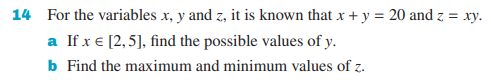 14 For the variables x, y and z, it is known that x + y = 20 and z = xy.
a If x ∈ [2, 5], find the possible values of y.
b Find the maximum and minimum values of z.